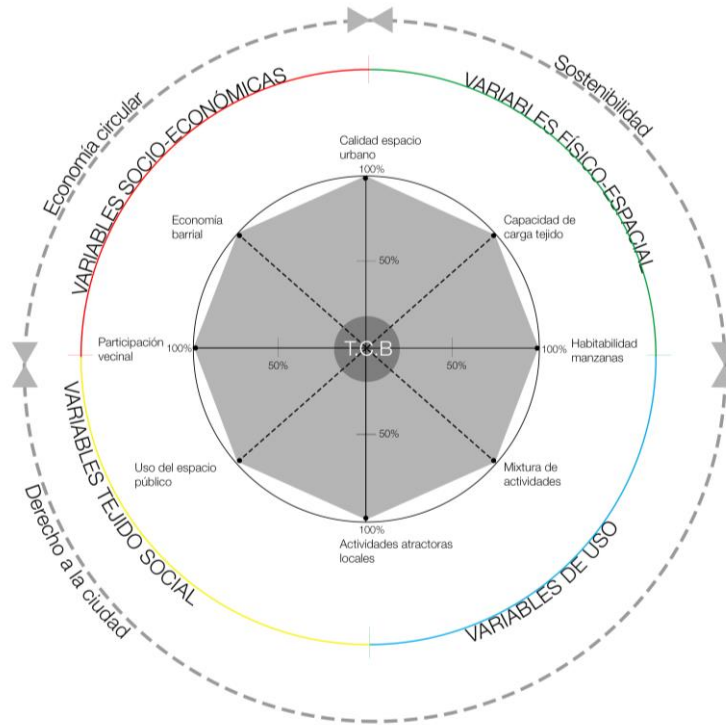 Economía circular
Sostenibilidad
VARIABLES SOCIO-ECONÓMICAS
VARIABLES FÍSICO-ESPACIAL
Calidad espacio
urbano
100%
Economía
barrial
Capacidad de
carga tejido
50%
Participación
vecinal
100%
50%
T.C.B
50%
100%
Habitabilidad
manzanas
50%
Uso del espacio
público
Mixtura de
actividades
100%
Actividades atractoras
locales
VARIABLES TEJIDO SOCIAL
VARIABLES DE USO
Derecho a la ciudad